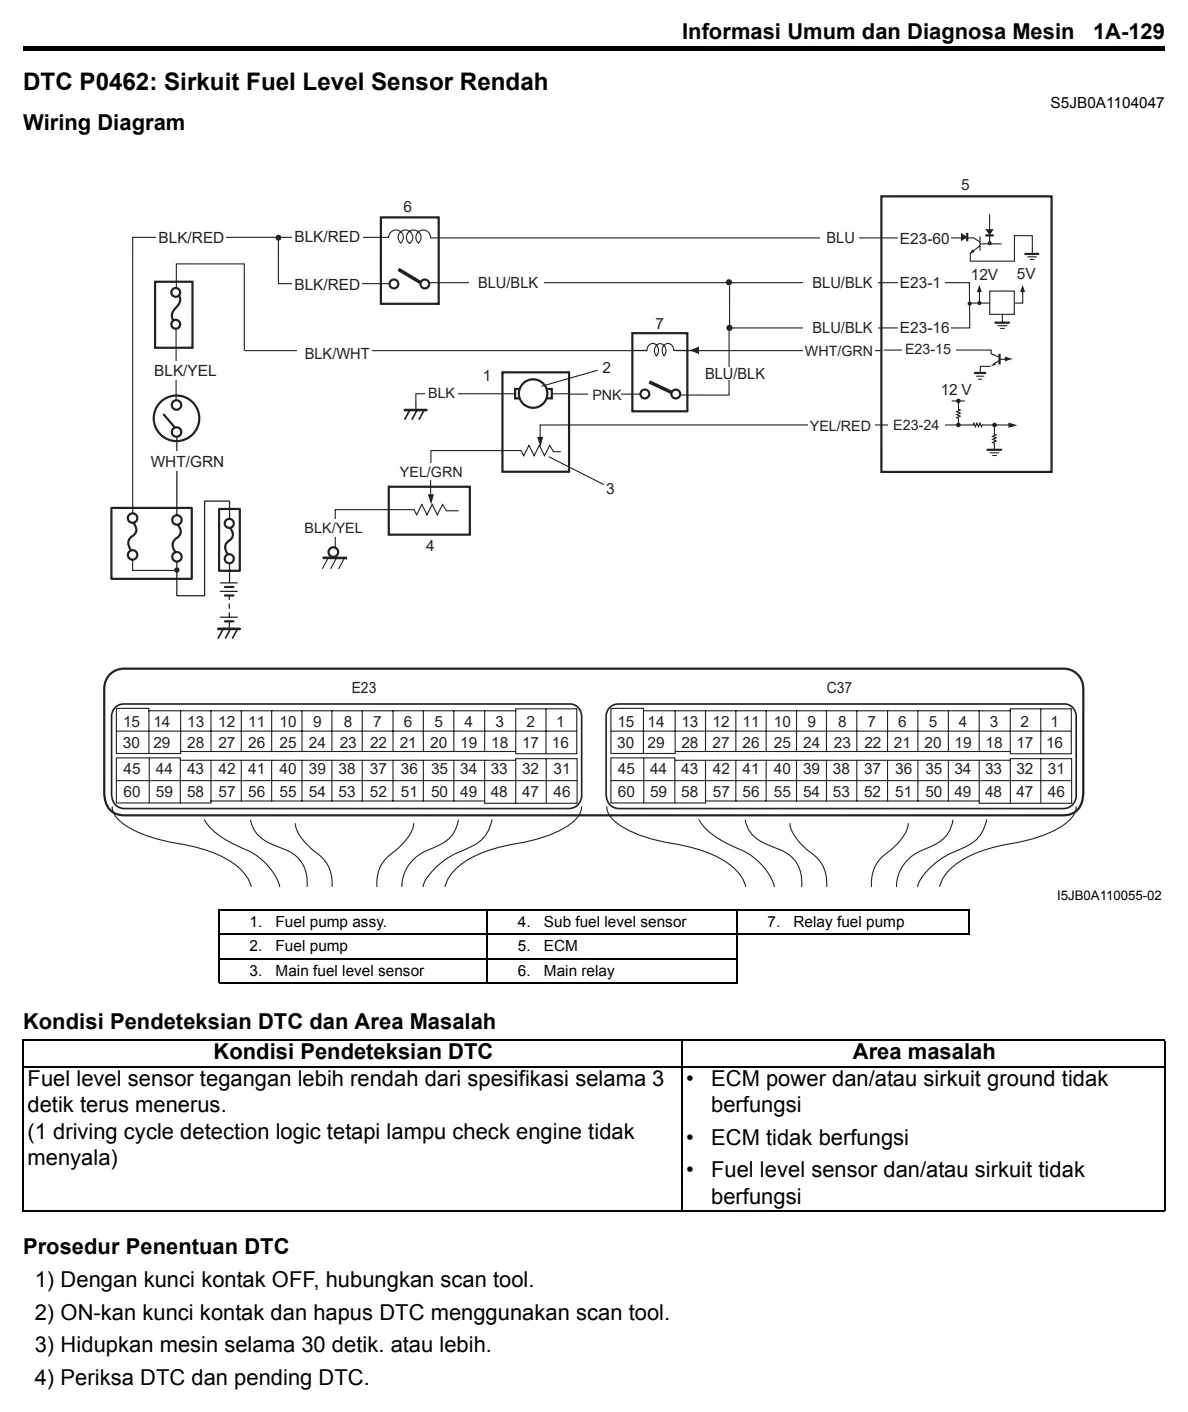 Informasi Umum dan Diagnosa Mesin 1A-129
DTC P0462: Sirkuit Fuel Level Sensor Rendah
S5JB0A1104047
Wiring Diagram
5
6
BLK/RED
BLK/RED
BLU
E23-60
BLK/RED
BLU/BLK
BLU/BLK
E23-1
12V
5V
7
BLU/BLK
E23-16
BLK/WHT
WHT/GRN
E23-15
BLK/YEL
1
2
BLU/BLK
BLK
PNK
12 V
YEL/RED
E23-24
WHT/GRN
YEL/GRN
3
BLK/YEL
4
E23
C37
15 14 13 12 11 10 9 8 7 6 5 4 3 2 1
30 29 28 27 26 25 24 23 22 21 20 19 18 17 16
45 44 43 42 41 40 39 38 37 36 35 34 33 32 31
60 59 58 57 56 55 54 53 52 51 50 49 48 47 46
15 14 13 12 11 10 9 8 7 6 5 4 3 2 1
30 29 28 27 26 25 24 23 22 21 20 19 18 17 16
45 44 43 42 41 40 39 38 37 36 35 34 33 32 31
60 59 58 57 56 55 54 53 52 51 50 49 48 47 46
I5JB0A110055-02
1. Fuel pump assy. 4. Sub fuel level sensor 7. Relay fuel pump
2. Fuel pump 5. ECM
3. Main fuel level sensor 6. Main relay
Kondisi Pendeteksian DTC dan Area Masalah
Kondisi Pendeteksian DTC
Area masalah
Fuel level sensor tegangan lebih rendah dari spesifikasi selama 3
detik terus menerus.
(1 driving cycle detection logic tetapi lampu check engine tidak
menyala)
• ECM power dan/atau sirkuit ground tidak
berfungsi
• ECM tidak berfungsi
• Fuel level sensor dan/atau sirkuit tidak
berfungsi
Prosedur Penentuan DTC
1) Dengan kunci kontak OFF, hubungkan scan tool.
2) ON-kan kunci kontak dan hapus DTC menggunakan scan tool.
3) Hidupkan mesin selama 30 detik. atau lebih.
4) Periksa DTC dan pending DTC.